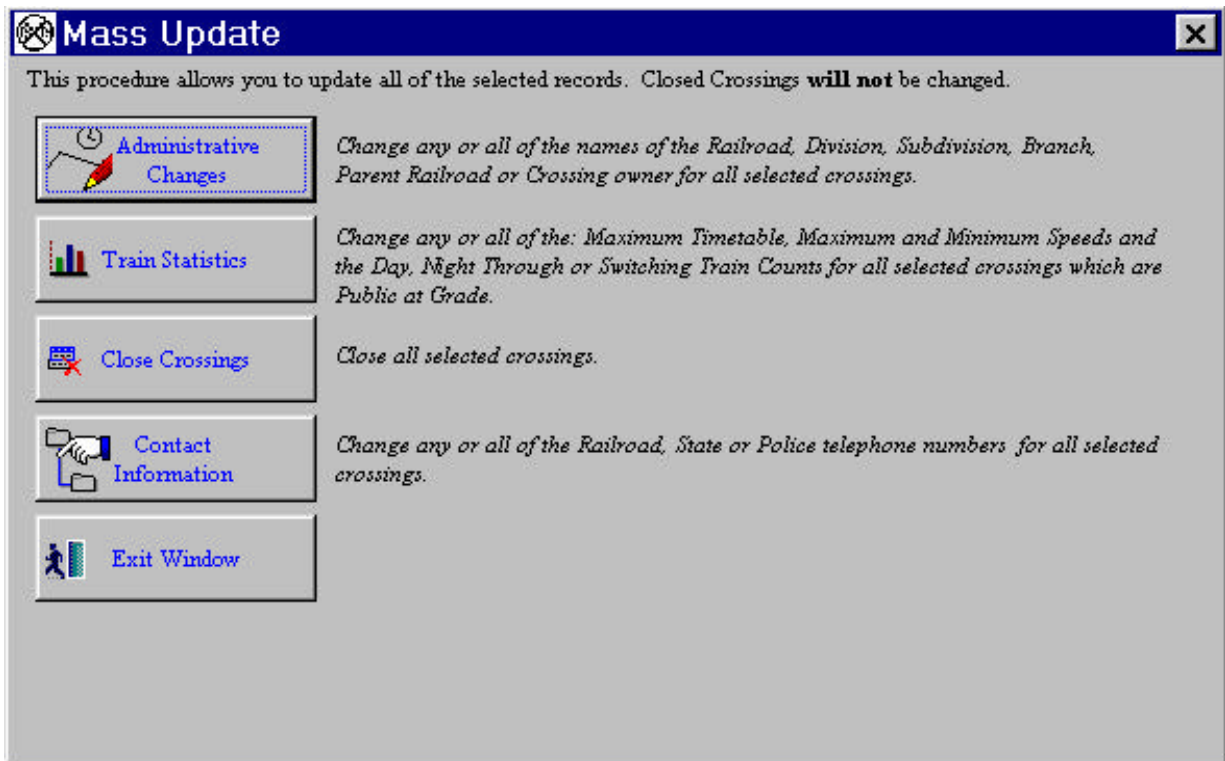 Mass Update
This procedure allows you to update all of the selected records. Closed Crossings will not be changed.
Administrative
Changes
Change any or all of the names of the Railroad, Division, Subdivision, Branch,
Parent Railroad or Crossing owner for all selected crossings.
Train Statistics
Change any or all of the: Maximum Timetable, Maximum and Minimum Speeds and
the Day, Night Through or Switching Train Counts for all selected crossings which are
Public at Grade.
Close Crossings
Close all selected crossings.
Contact
Information
Change any or all of the Railroad, State or Police telephone numbers for all selected
crossings.
Exit Window